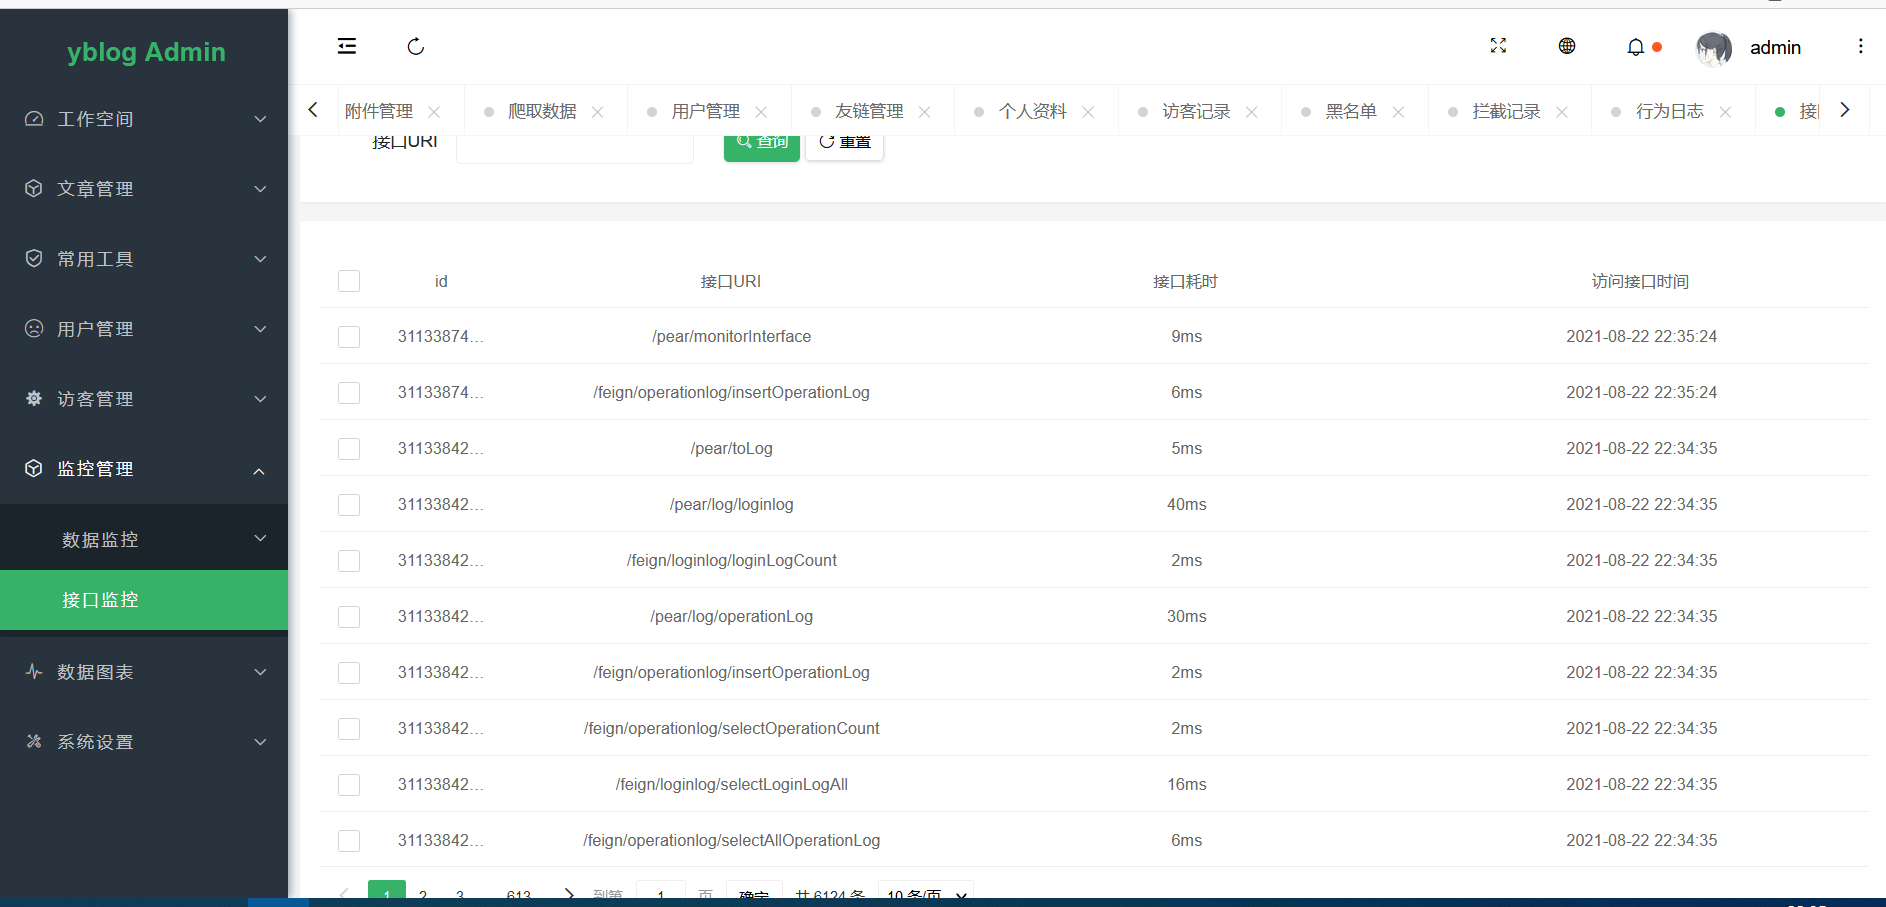 yblog Admin
admin
工作空间
文章管理
常用工具
用户管理
访客管理
监控管理
数据监控
接口监控
数据图表
系统设置
附件管理 爬取数据 用户管理 友链管理 个人资料 访客记录 黑名单 拦截记录 行为日志 接
接口URI 查询 重置
id 接口URI 接口耗时 访问接口时间
31133874... /pear/monitorInterface 9ms 2021-08-22 22:35:24
31133874... /feign/operationlog/insertOperationLog 6ms 2021-08-22 22:35:24
31133842... /pear/toLog 5ms 2021-08-22 22:34:35
31133842... /pear/log/loginlog 40ms 2021-08-22 22:34:35
31133842... /feign/loginlog/loginLogCount 2ms 2021-08-22 22:34:35
31133842... /pear/log/operationLog 30ms 2021-08-22 22:34:35
31133842... /feign/operationlog/insertOperationLog 2ms 2021-08-22 22:34:35
31133842... /feign/operationlog/selectOperationCount 2ms 2021-08-22 22:34:35
31133842... /feign/loginlog/selectLoginLogAll 16ms 2021-08-22 22:34:35
31133842... /feign/operationlog/selectAllOperationLog 6ms 2021-08-22 22:34:35
1 2 3 613 到第 1 页 确定 共 6124 条 10 条/页